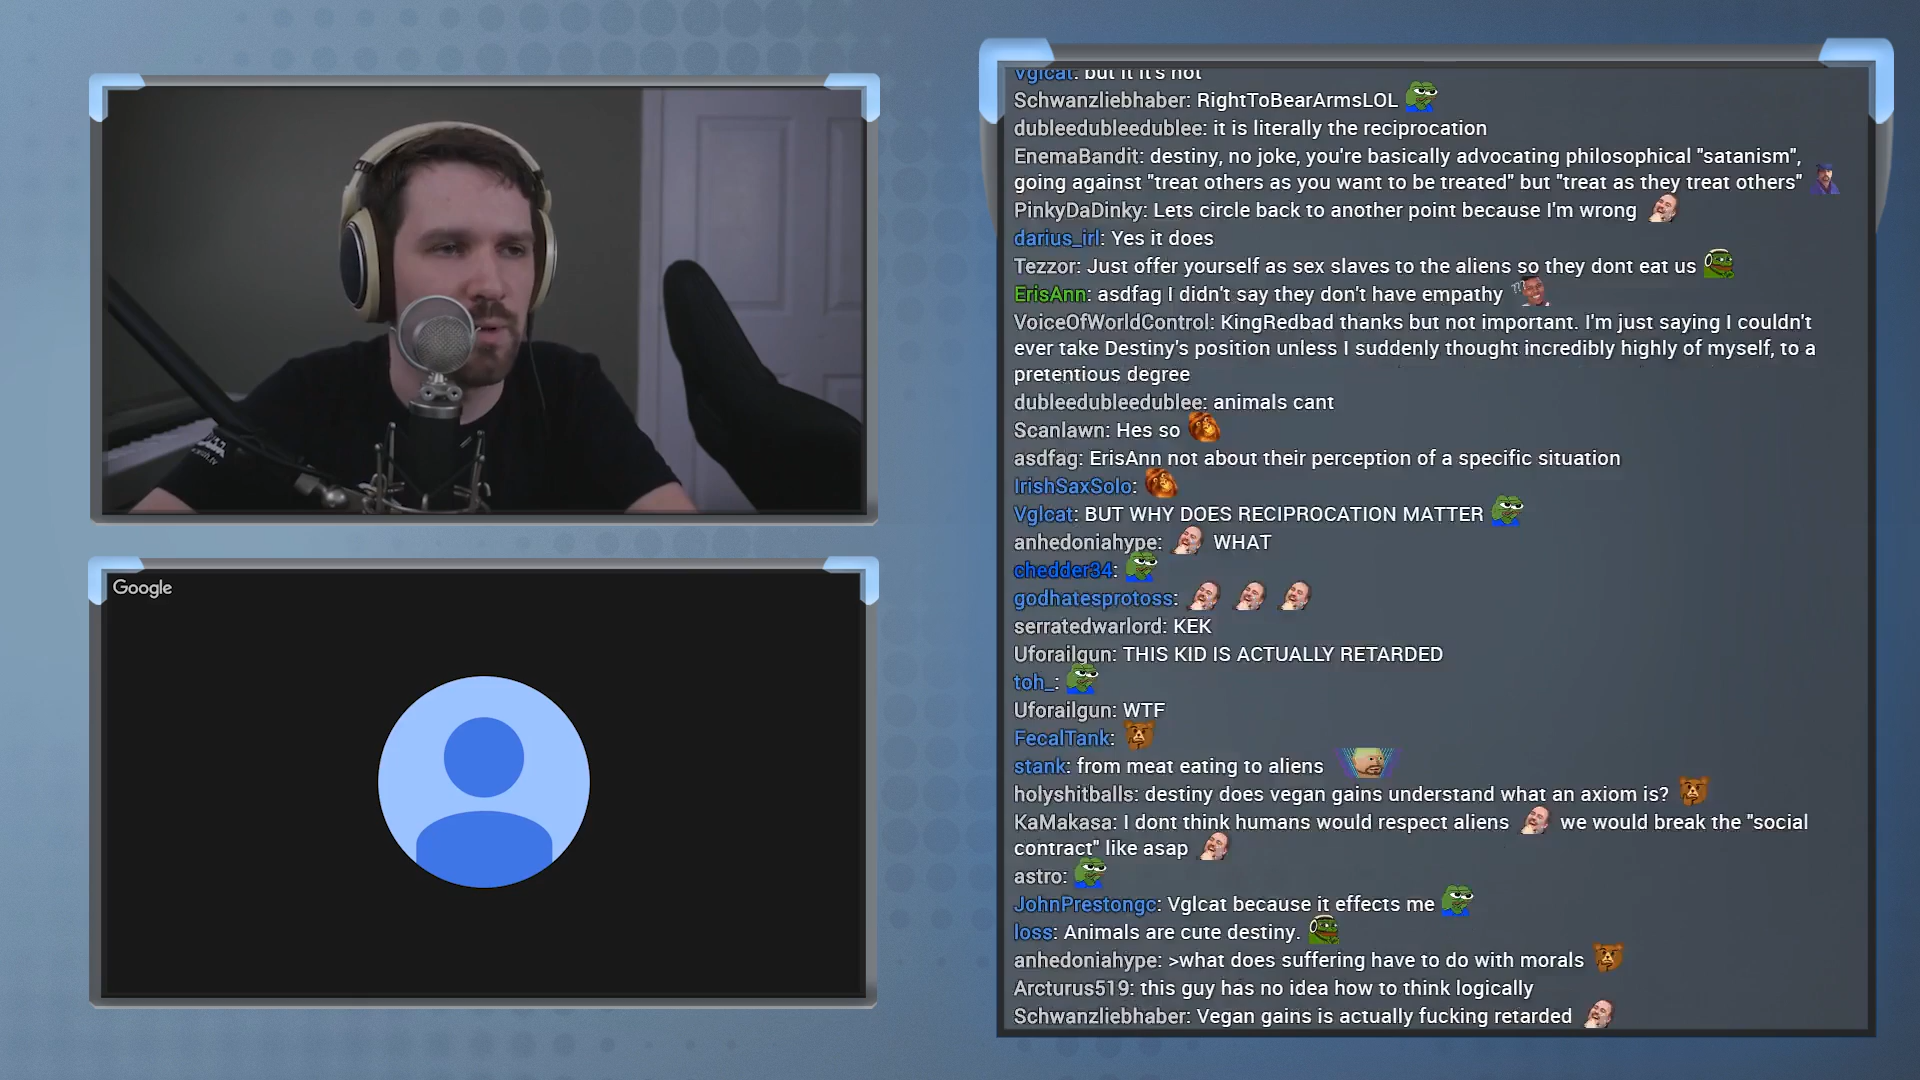 Google
Vglcat: but it it's not
Schwanzliebhaber: RightToBearArmsLOL
dubleedubleedublee: it is literally the reciprocation
EnemaBandit: destiny, no joke, you're basically advocating philosophical "satanism",
going against "treat others as you want to be treated" but "treat as they treat others"
PinkyDaDinky: Lets circle back to another point because I'm wrong
darius_irl: Yes it does
Tezzor: Just offer yourself as sex slaves to the aliens so they dont eat us
ErisAnn: asdfag I didn't say they don't have empathy
VoiceOfWorldControl: KingRedbad thanks but not important. I'm just saying I couldn't
ever take Destiny's position unless I suddenly thought incredibly highly of myself, to a
pretentious degree
dubleedubleedublee: animals cant
Scanlawn: Hes so
asdfag: ErisAnn not about their perception of a specific situation
IrishSaxSolo:
Vglcat: BUT WHY DOES RECIPROCATION MATTER
anhedoniahype: WHAT
chedder34:
godhatesprotoss:
serratedwarlord: KEK
Uforailgun: THIS KID IS ACTUALLY RETARDED
toh_:
Uforailgun: WTF
FecalTank:
stank: from meat eating to aliens
holyshitballs: destiny does vegan gains understand what an axiom is?
KaMakasa: I dont think humans would respect aliens we would break the "social
contract" like asap
astro:
JohnPrestongc: Vglcat because it effects me
loss: Animals are cute destiny.
anhedoniahype: >what does suffering have to do with morals
Arcturus519: this guy has no idea how to think logically
Schwanzliebhaber: Vegan gains is actually fucking retarded